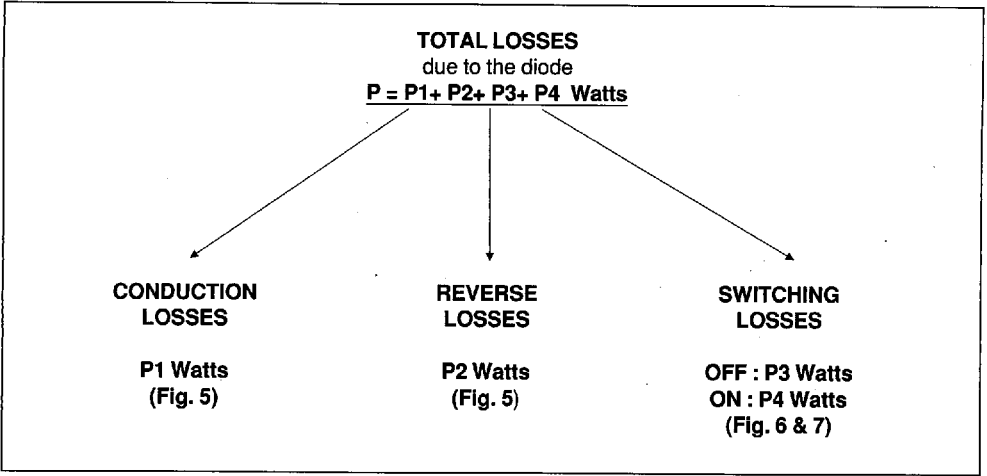 TOTAL LOSSES
due to the diode
P = P1+ P2+ P3+ P4 Watts
CONDUCTION
LOSSES
P1 Watts
(Fig. 5)
REVERSE
LOSSES
P2 Watts
(Fig. 5)
SWITCHING
LOSSES
OFF : P3 Watts
ON : P4 Watts
(Fig. 6 & 7)